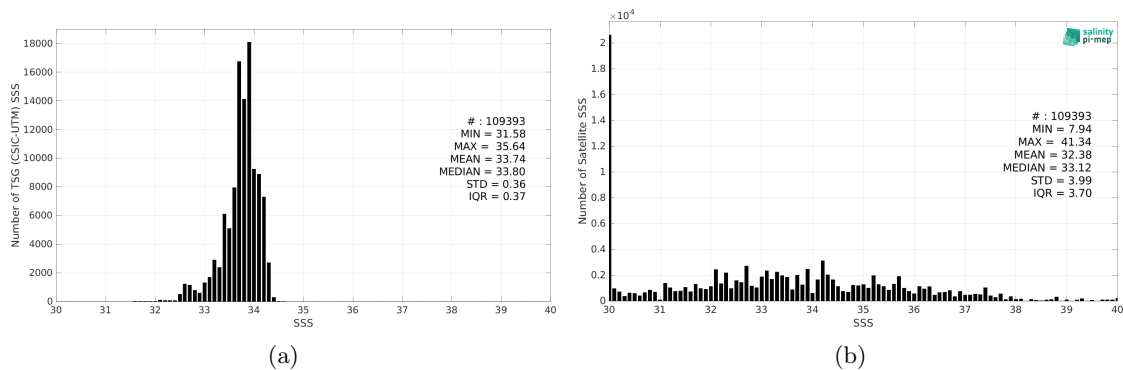 18000
16000
14000
12000
10000
8000
6000
4000
2000
0
Number of TSG (CSIC-UTM) SSS
# : 109393
MIN = 31.58
MAX = 35.64
MEAN = 33.74
MEDIAN = 33.80
STD = 0.36
IQR = 0.37
30 31 32 33 34 35 36 37 38 39 40
SSS
(a)
×10⁴
2
1.8
1.6
1.4
1.2
1
0.8
0.6
0.4
0.2
0
Number of Satellite SSS
salinity
pi-mep
# : 109393
MIN = 7.94
MAX = 41.34
MEAN = 32.38
MEDIAN = 33.12
STD = 3.99
IQR = 3.70
30 31 32 33 34 35 36 37 38 39 40
SSS
(b)